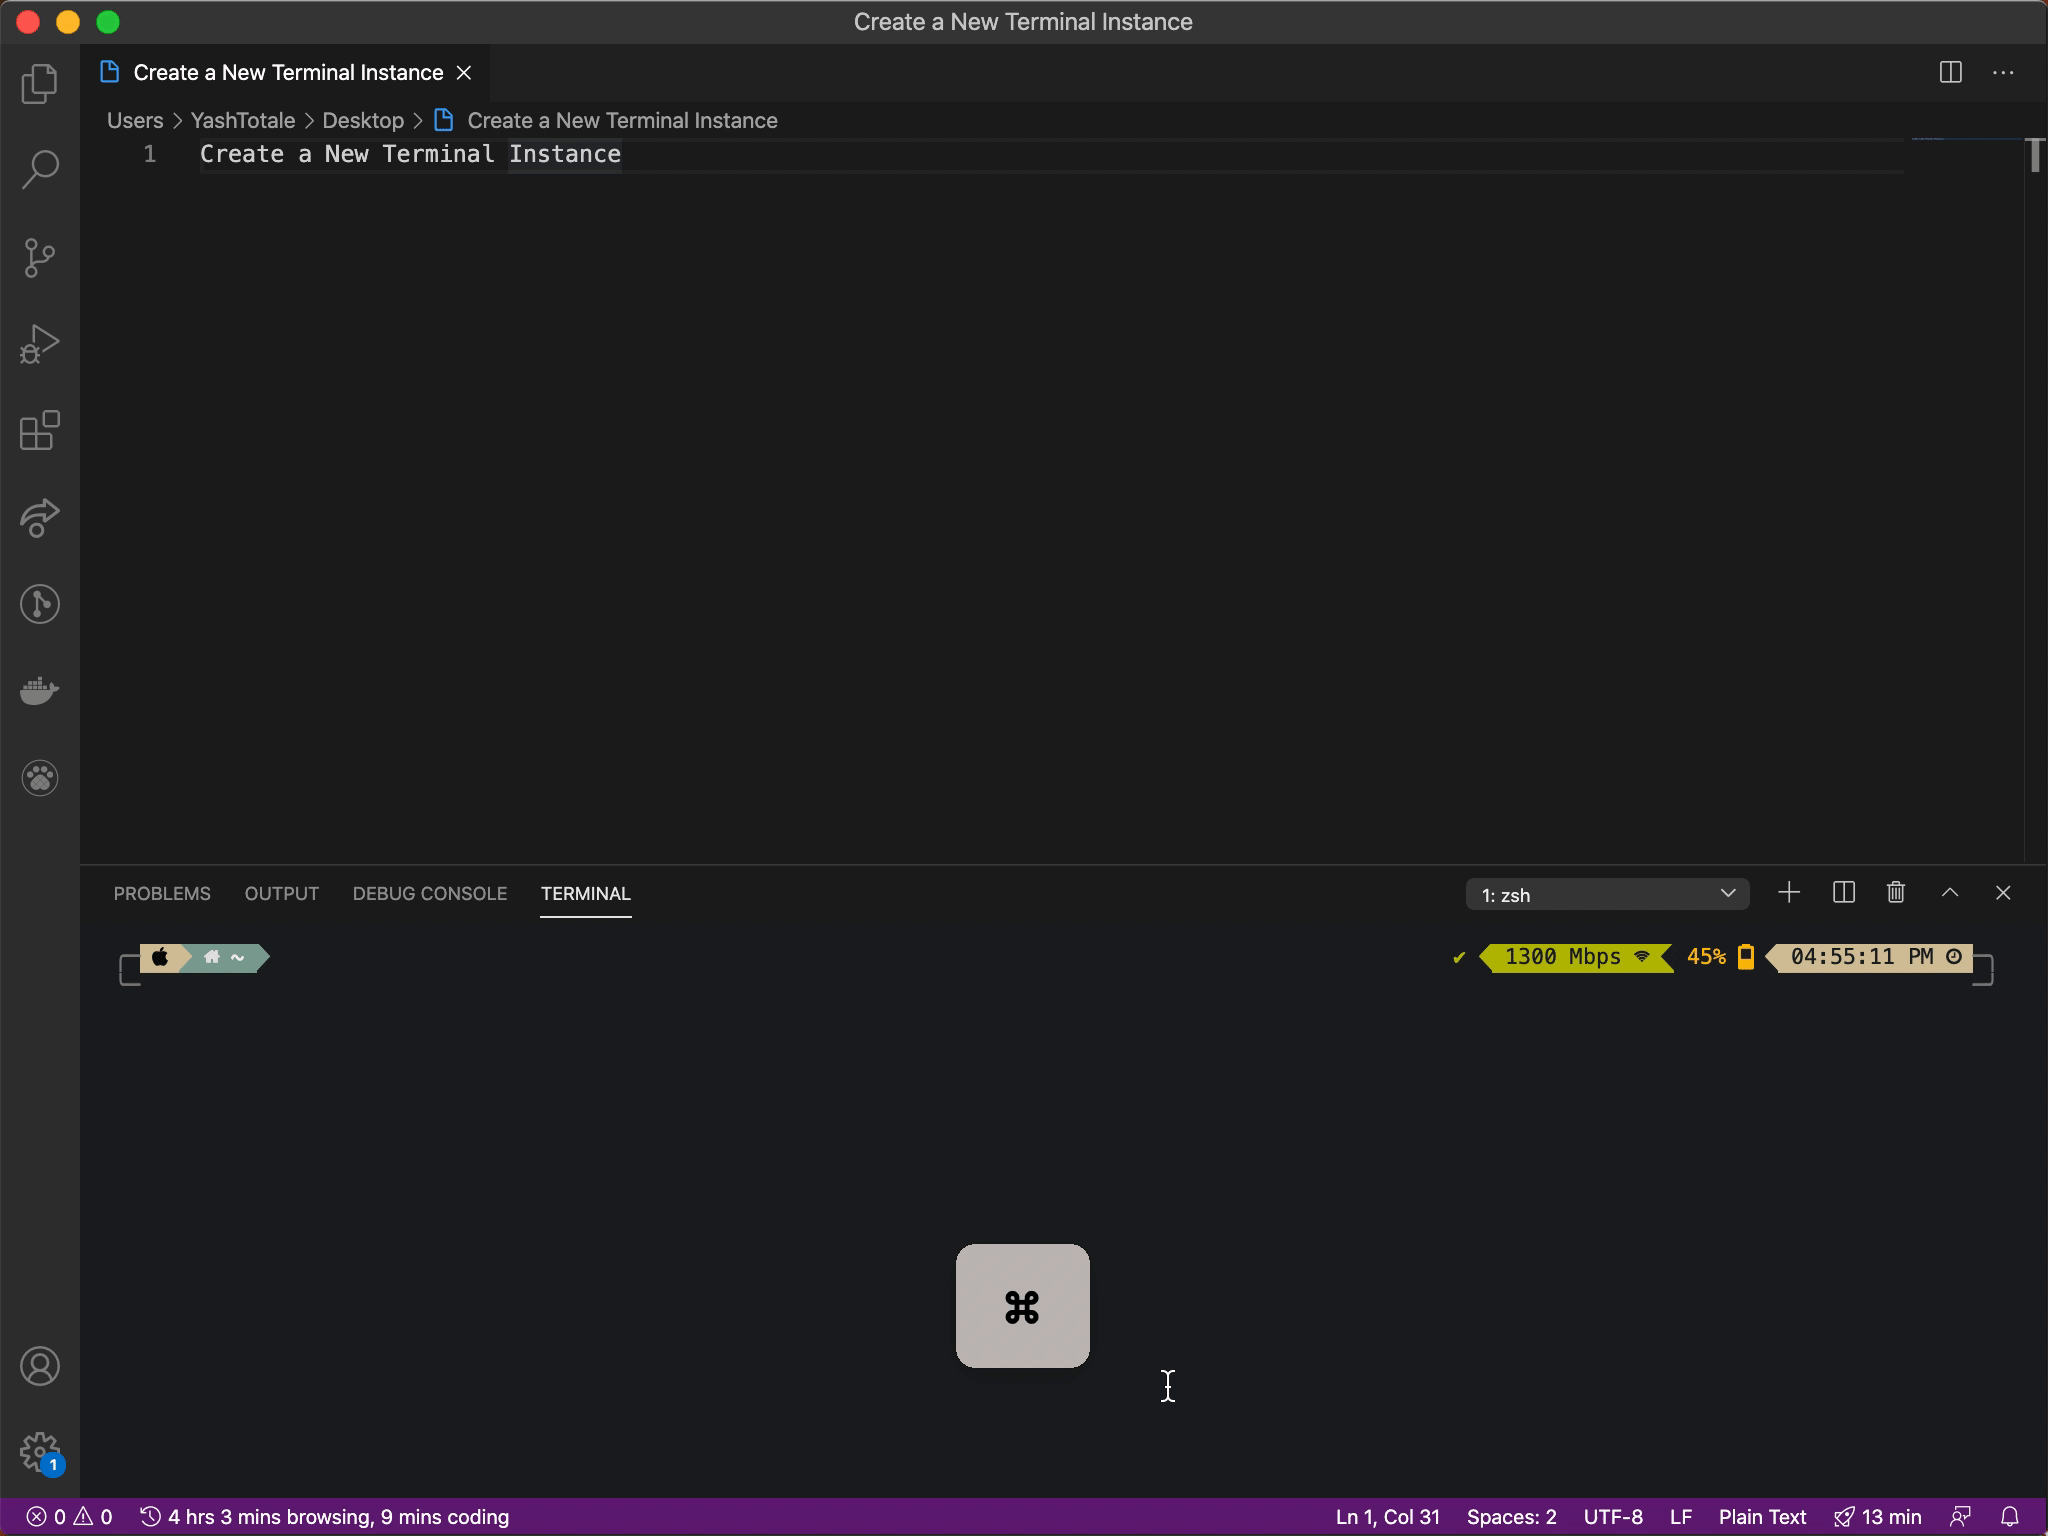 Create a New Terminal Instance
Create a New Terminal Instance
Users > YashTotale > Desktop > Create a New Terminal Instance
1 Create a New Terminal Instance
PROBLEMS OUTPUT DEBUG CONSOLE TERMINAL 1: zsh
~ ✔ 1300 Mbps 45% 04:55:11 PM
⌘
1
0 0 4 hrs 3 mins browsing, 9 mins coding Ln 1, Col 31 Spaces: 2 UTF-8 LF Plain Text 13 min